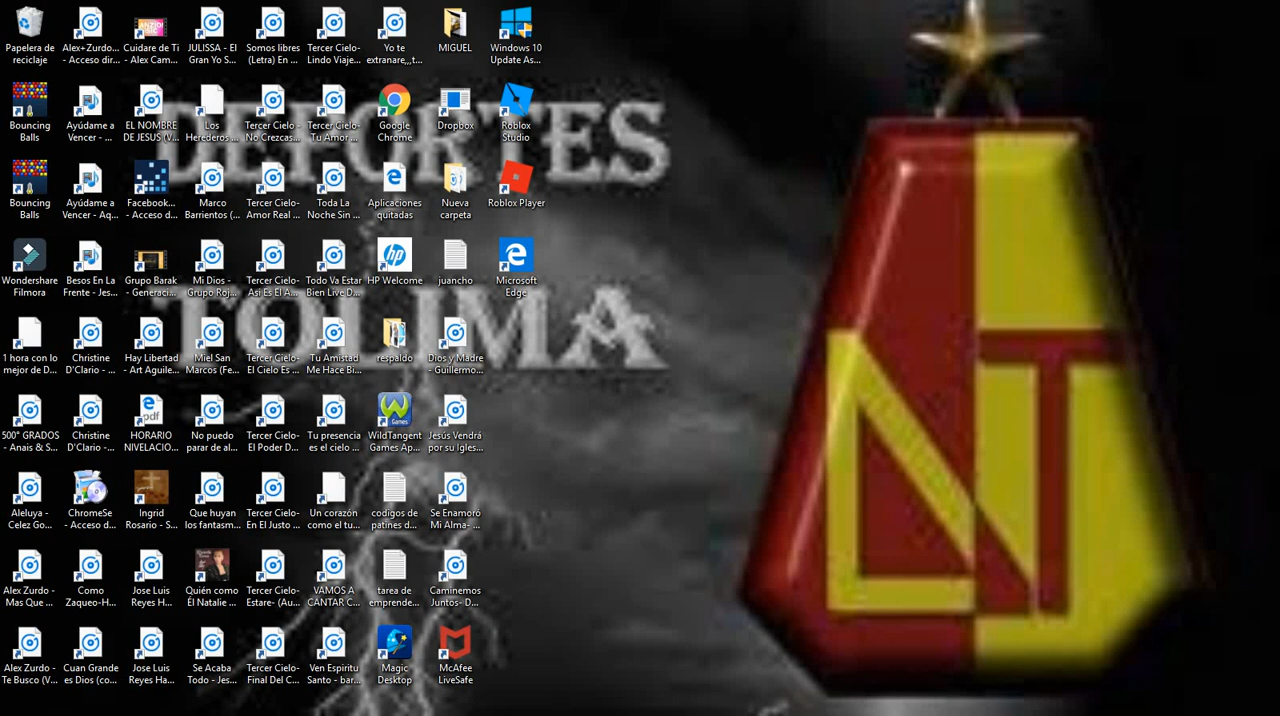 Papelera de
reciclaje
Alex+Zurdo...
- Acceso dir...
Cuidare de Ti
- Alex Cam...
JULISSA - El
Gran Yo S...
Somos libres
(Letra) En ...
Tercer Cielo-
Lindo Viaje...
Yo te
extranare,,,t...
MIGUEL
Windows 10
Update As...
Bouncing
Balls
Ayúdame a
Vencer - ...
EL NOMBRE
DE JESUS (V...
Los
Herederos ...
Tercer Cielo -
No Crezcas...
Tercer Cielo-
Tu Amor ...
Google
Chrome
Dropbox
Roblox
Studio
DEPORTES
Bouncing
Balls
Ayúdame a
Vencer - Aq...
Facebook...
- Acceso d...
Marco
Barrientos (...
Tercer Cielo-
Amor Real ...
Toda La
Noche Sin ...
Aplicaciones
quitadas
Nueva
carpeta
Roblox Player
Wondershare
Filmora
Besos En La
Frente - Jes...
Grupo Barak
- Generaci...
Mi Dios -
Grupo Roj...
Tercer Cielo-
Asi Es El A...
Todo Va Estar
Bien Live D...
hp
HP Welcome
juancho
Microsoft
Edge
TOLIMA
1 hora con lo
mejor de D...
Christine
D'Clario - ...
Hay Libertad
- Art Aguile...
Miel San
Marcos (Fe...
Tercer Cielo-
El Cielo Es ...
Tu Amistad
Me Hace Bi...
respaldo
Dios y Madre
- Guillermo...
500° GRADOS
- Anais & S...
Christine
D'Clario -...
pdf
HORARIO
NIVELACIO...
No puedo
parar de al...
Tercer Cielo-
El Poder D...
Tu presencia
es el cielo ...
Games
WildTangent
Games Ap...
Jesús Vendrá
por su Igles...
Aleluya -
Celez Go...
ChromeSe
- Acceso d...
Ingrid
Rosario - S...
Que huyan
los fantasm...
Tercer Cielo-
En El Justo ...
Un corazón
como el tu...
codigos de
patines d...
Se Enamoró
Mi Alma- ...
Alex Zurdo -
Mas Que ...
Como
Zaqueo-H...
Jose Luis
Reyes H...
Quién como
Él Natalie ...
Tercer Cielo-
Estare- (Au...
VAMOS A
CANTAR C...
tarea de
emprende...
Caminemos
Juntos- D...
Alex Zurdo -
Te Busco (V...
Cuan Grande
es Dios (co...
Jose Luis
Reyes Ha...
Se Acaba
Todo - Jes...
Tercer Cielo-
Final Del C...
Ven Espiritu
Santo - bar...
Magic
Desktop
McAfee
LiveSafe